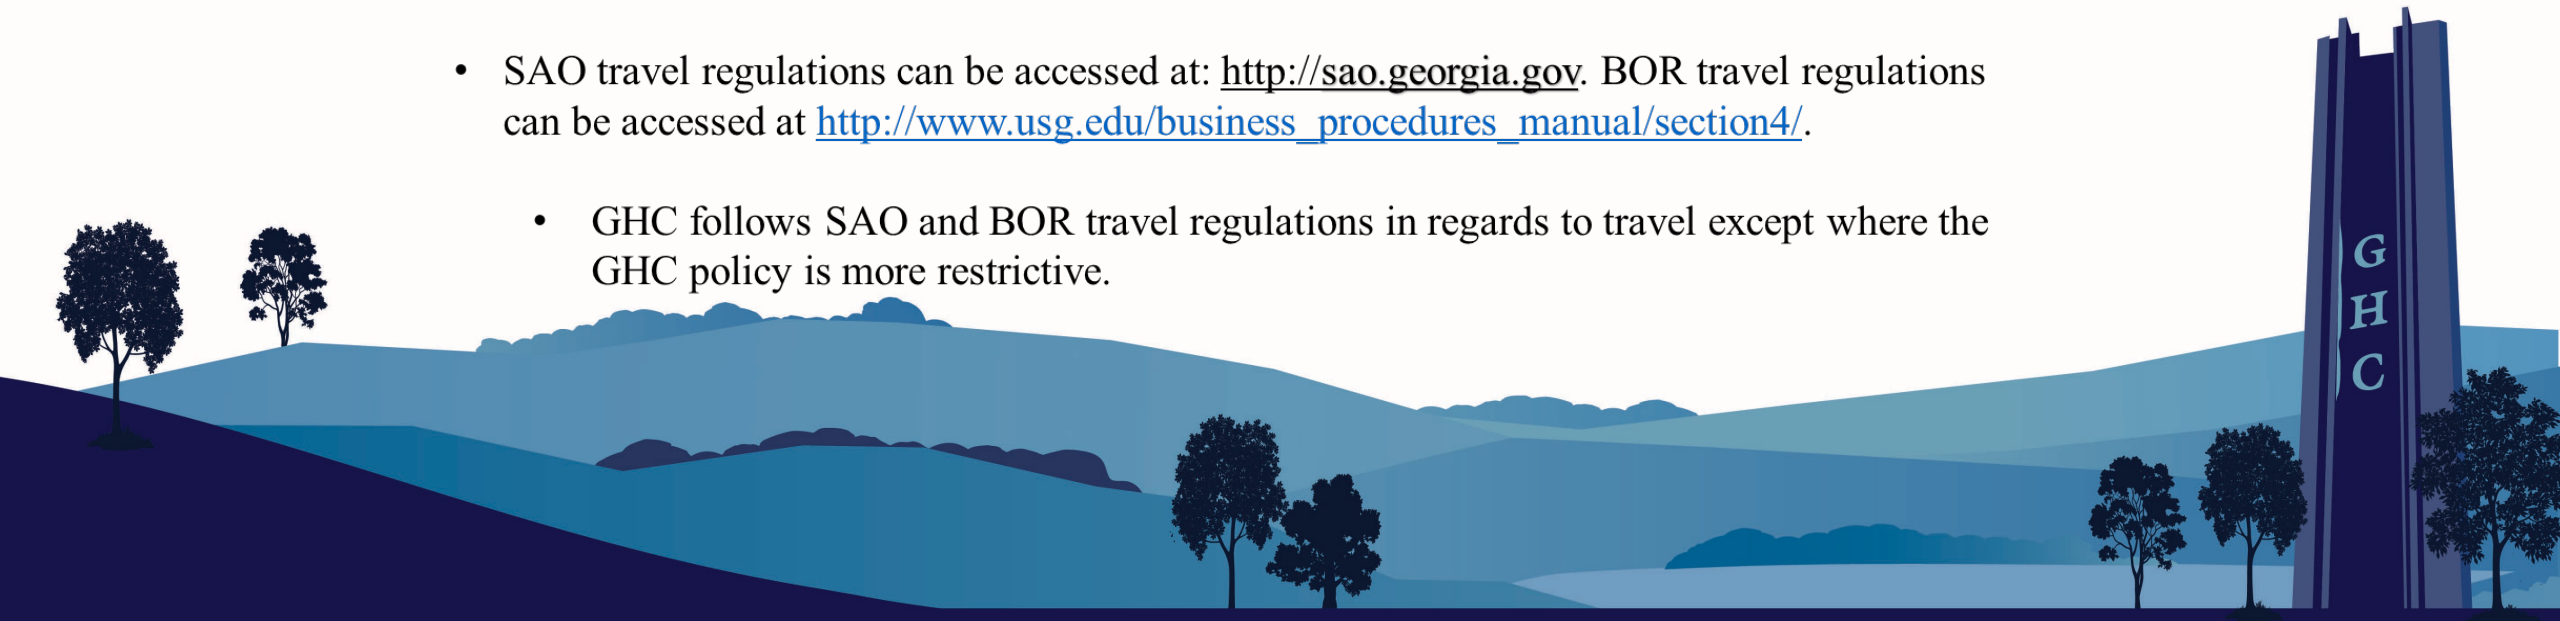 • SAO travel regulations can be accessed at: http://sao.georgia.gov. BOR travel regulations
can be accessed at http://www.usg.edu/business_procedures_manual/section4/.
• GHC follows SAO and BOR travel regulations in regards to travel except where the
GHC policy is more restrictive.
G
H
C